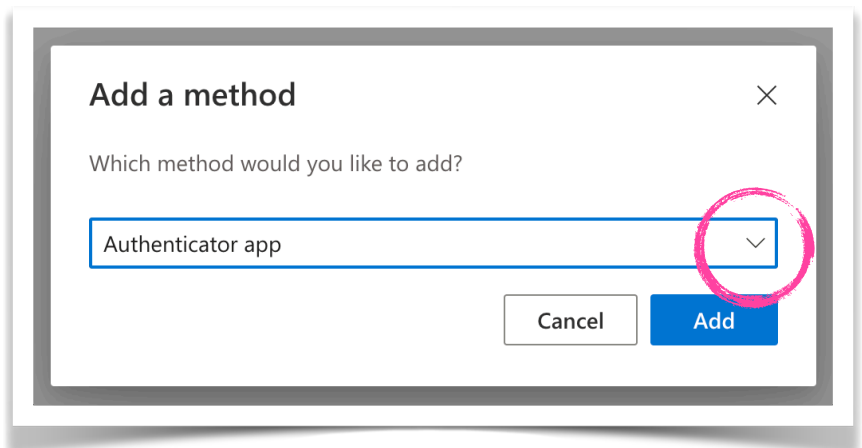 Add a method
Which method would you like to add?
Authenticator app
Cancel
Add